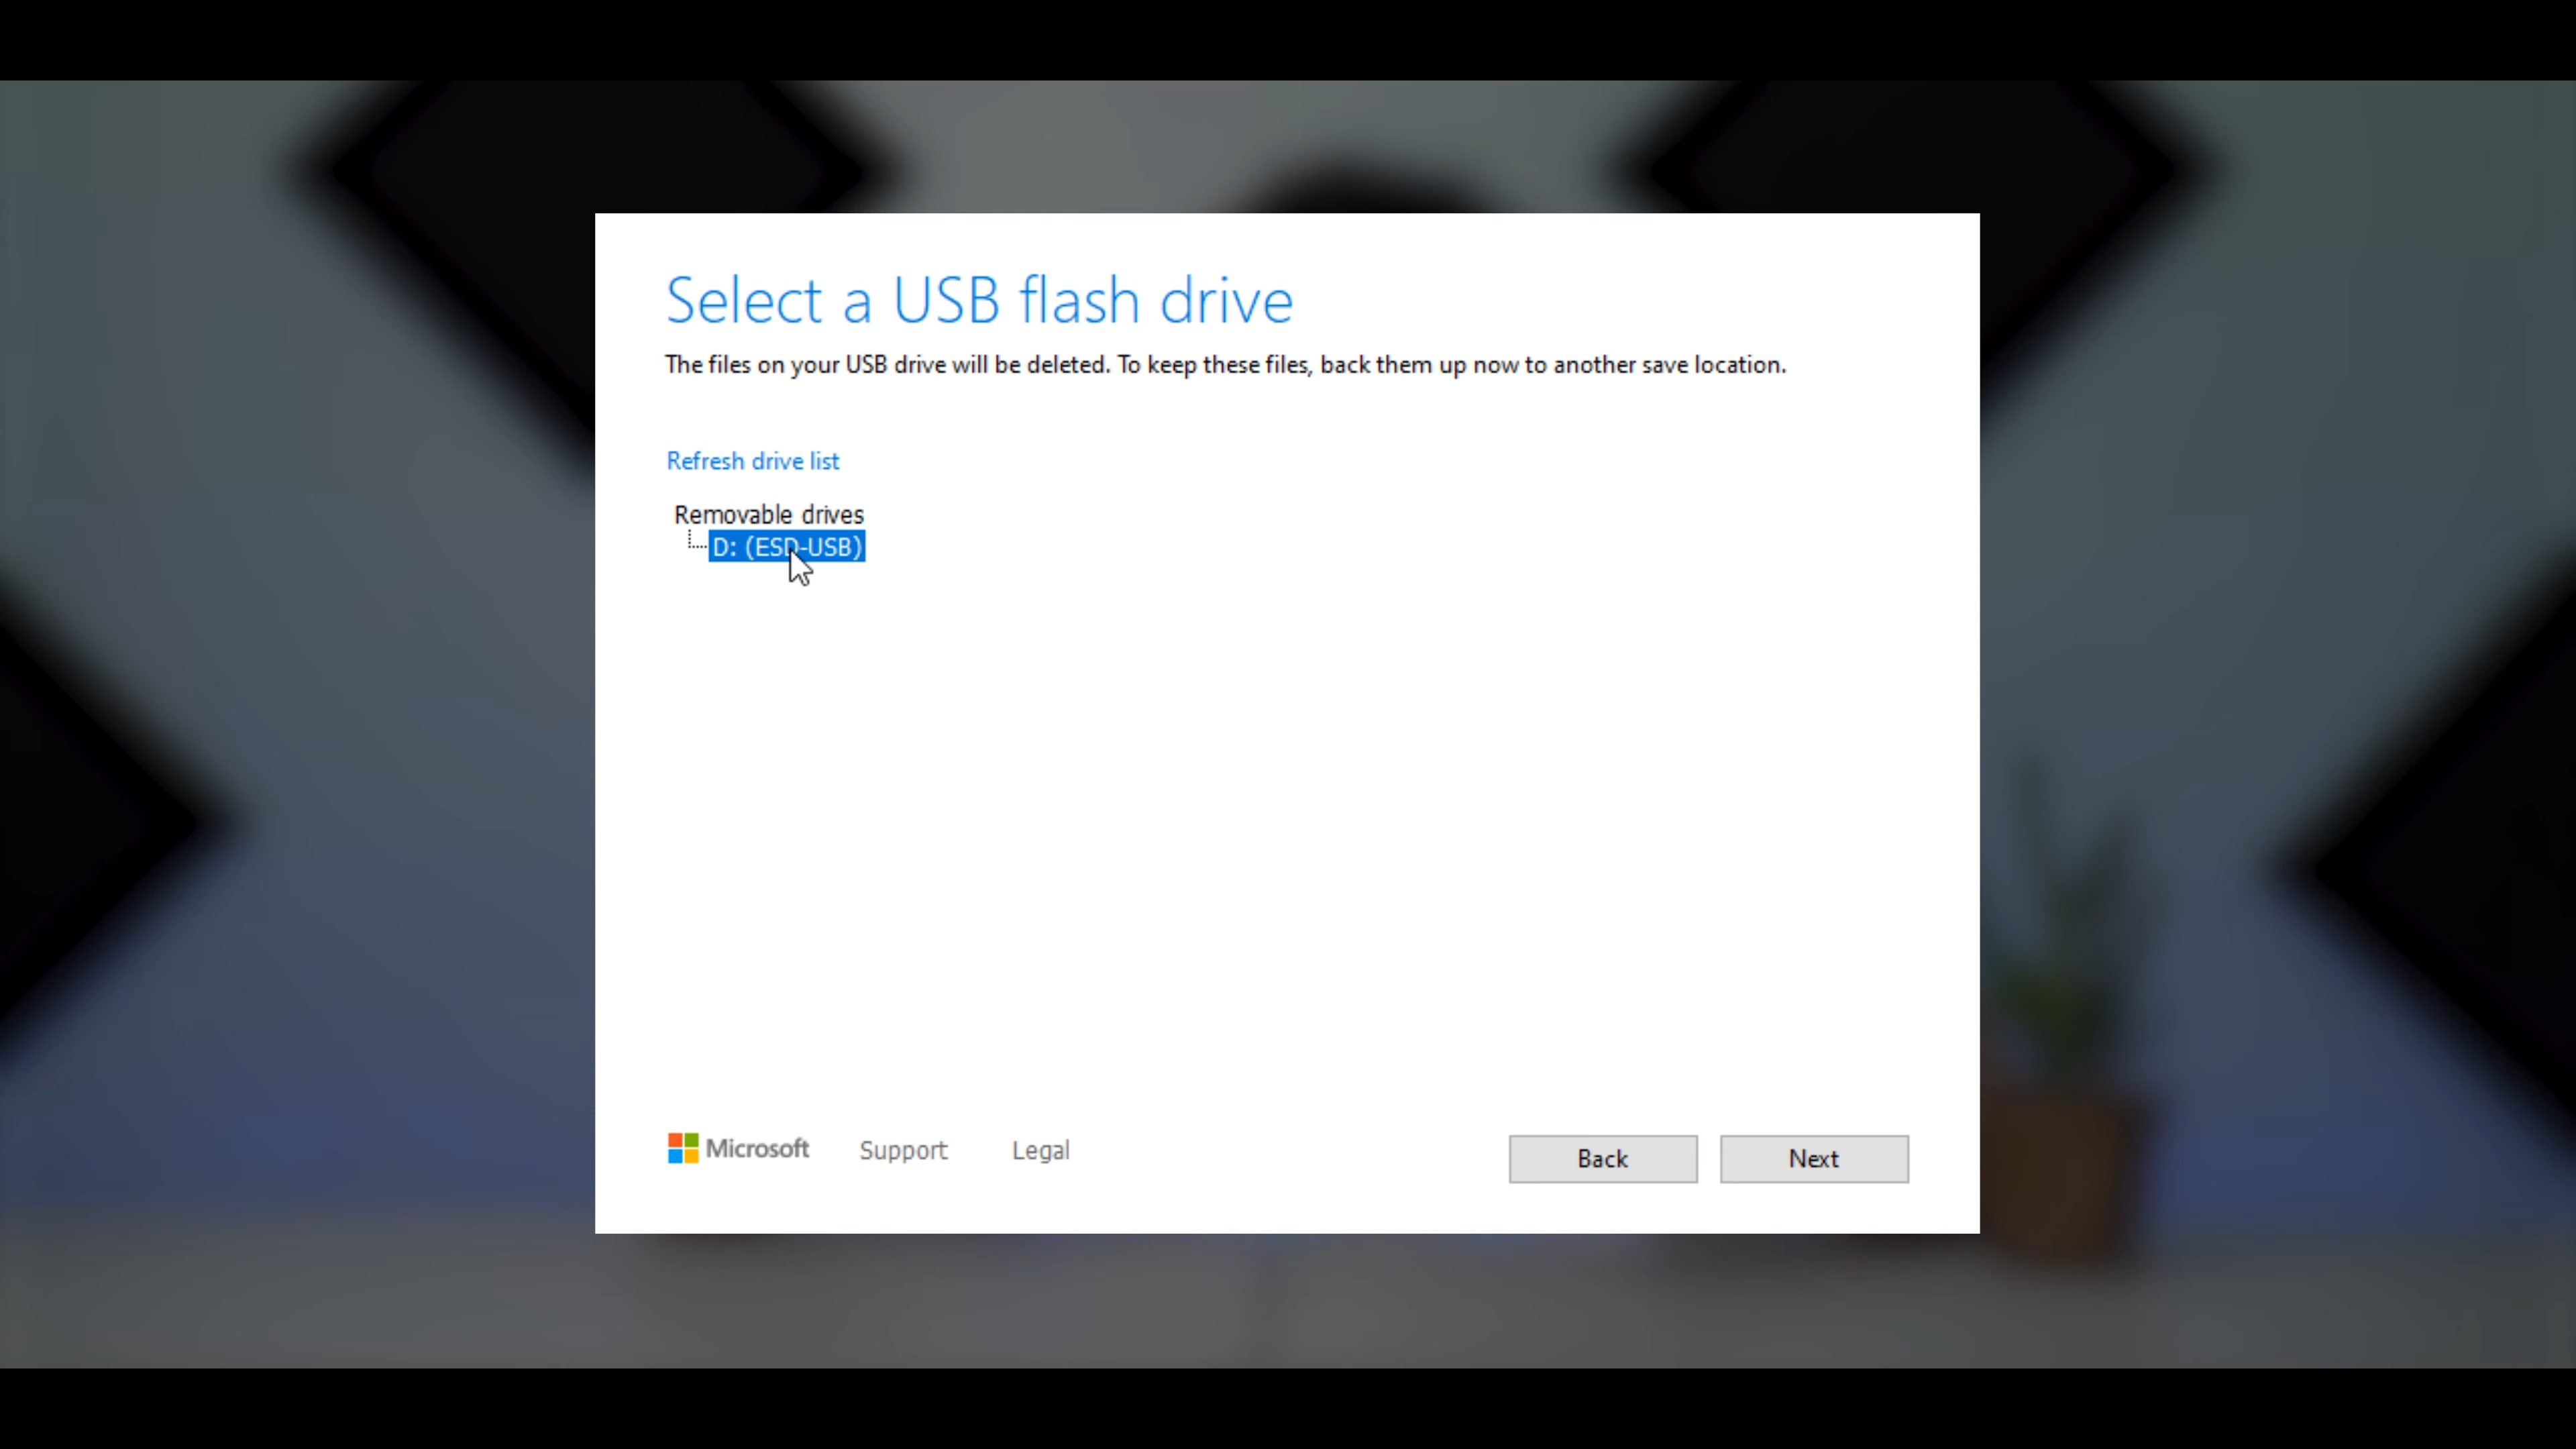 Select a USB flash drive
The files on your USB drive will be deleted. To keep these files, back them up now to another save location.
Refresh drive list
Removable drives
D: (ESD-USB)
Microsoft Support Legal Back Next